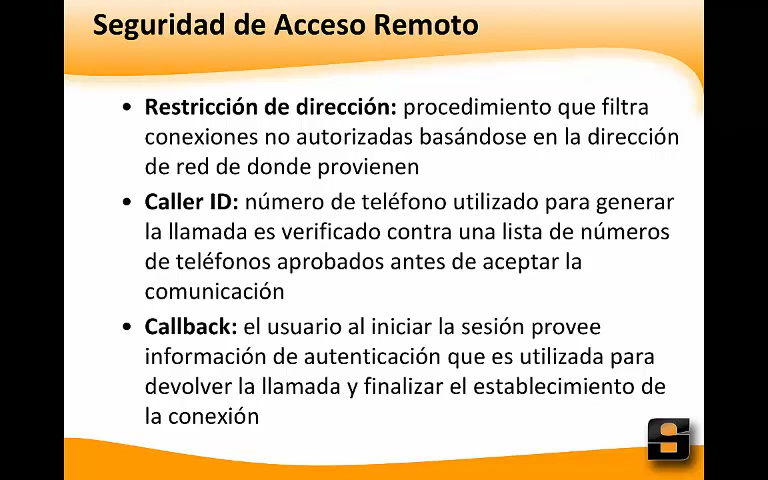 Seguridad de Acceso Remoto
• Restricción de dirección: procedimiento que filtra
conexiones no autorizadas basándose en la dirección
de red de donde provienen
• Caller ID: número de teléfono utilizado para generar
la llamada es verificado contra una lista de números
de teléfonos aprobados antes de aceptar la
comunicación
• Callback: el usuario al iniciar la sesión provee
información de autenticación que es utilizada para
devolver la llamada y finalizar el establecimiento de
la conexión